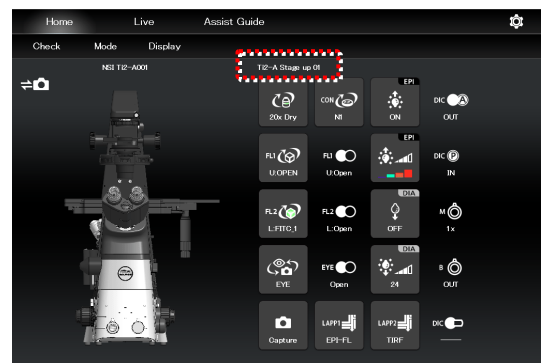 Home Live Assist Guide
Check Mode Display
NSI Ti2-A001 Ti2-A Stage up 01
EPI
CON DIC A
20x Dry N1 ON OUT
EPI
FL1 FL1 DIC P
U:OPEN U:Open IN
DIA
FL2 FL2 M
L:FITC_1 L:Open OFF 1x
DIA
EYE B
EYE Open 24 OUT
LAPP1 LAPP2 DIC
Capture EPI-FL TIRF